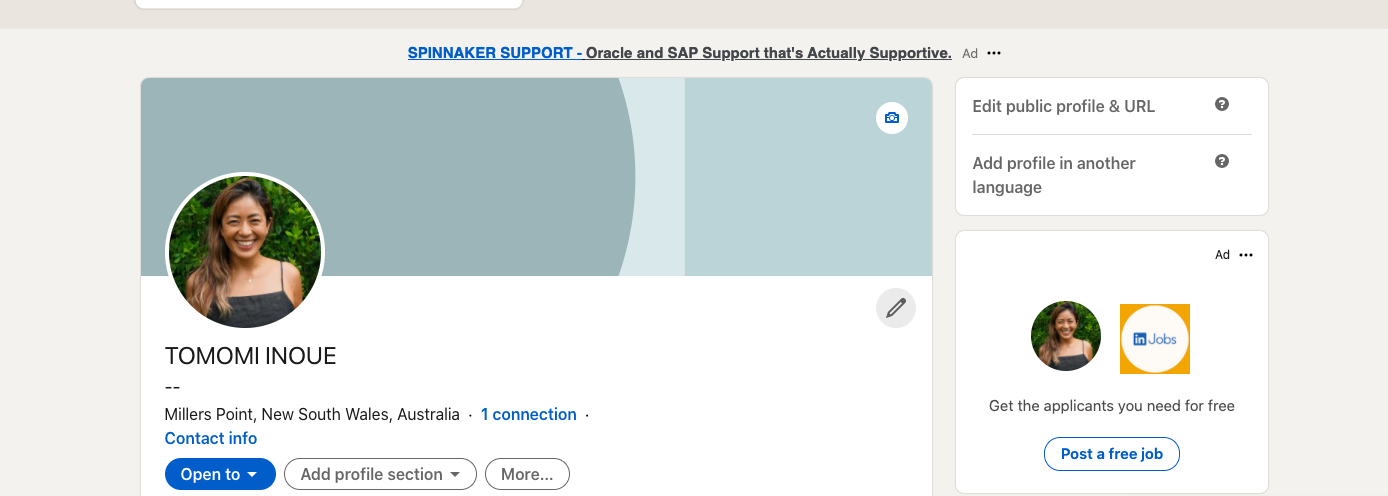 SPINNAKER SUPPORT - Oracle and SAP Support that's Actually Supportive. Ad
Edit public profile & URL
Add profile in another
language
Ad
in Jobs
Get the applicants you need for free
Post a free job
TOMOMI INOUE
--
Millers Point, New South Wales, Australia · 1 connection ·
Contact info
Open to
Add profile section
More...